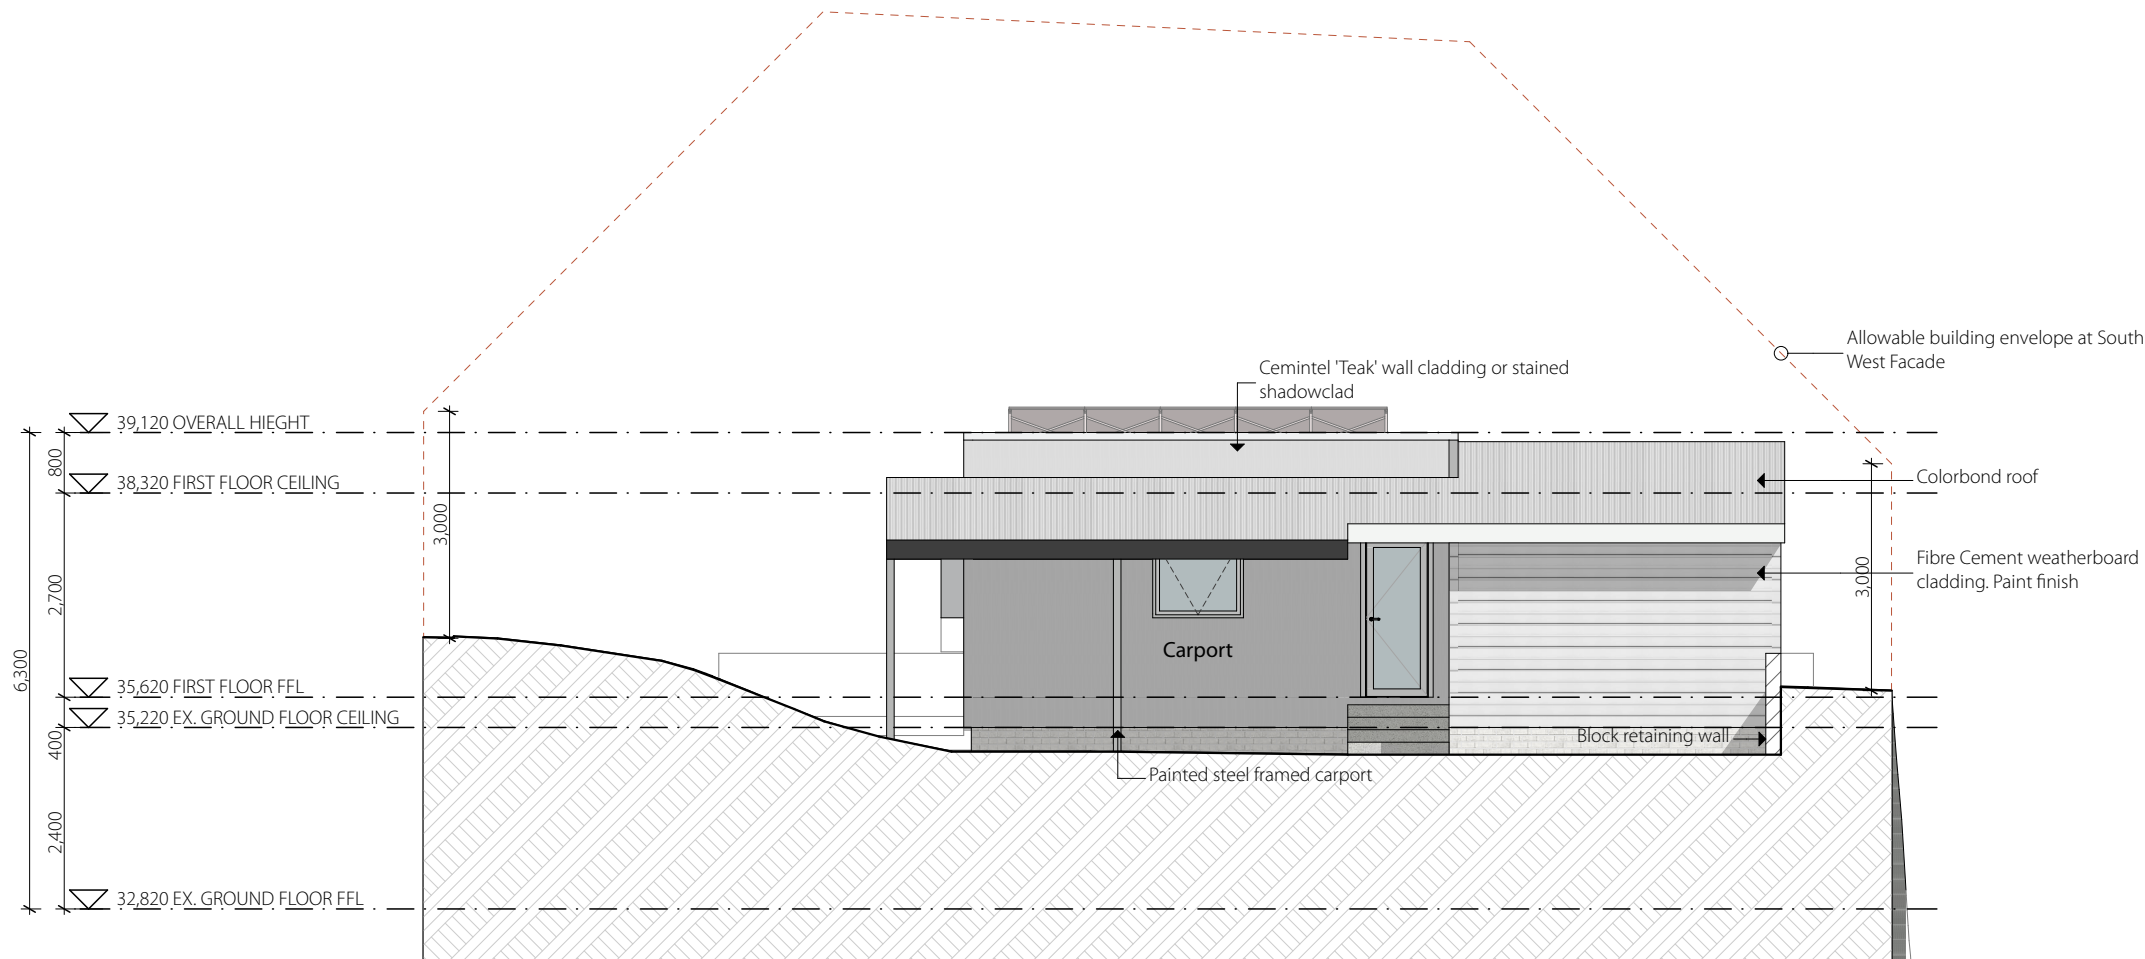 Allowable building envelope at South
West Facade
Cemintel 'Teak' wall cladding or stained
shadowclad
39,120 OVERALL HIEGHT
800
38,320 FIRST FLOOR CEILING
Colorbond roof
3,000
Fibre Cement weatherboard
cladding. Paint finish
3,000
2,700
Carport
6,300
35,620 FIRST FLOOR FFL
35,220 EX. GROUND FLOOR CEILING
400
Block retaining wall
Painted steel framed carport
2,400
32,820 EX. GROUND FLOOR FFL